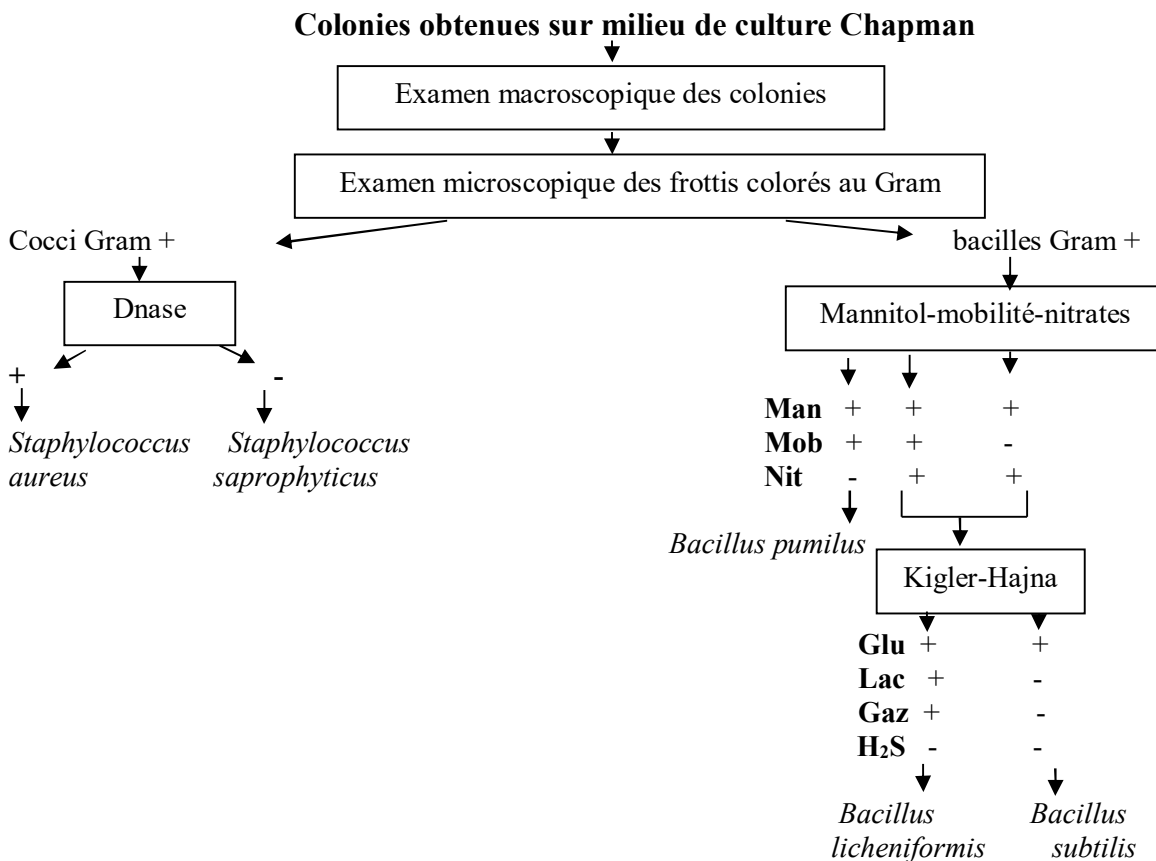 Colonies obtenues sur milieu de culture Chapman
Examen macroscopique des colonies
Examen microscopique des frottis colorés au Gram
Cocci Gram +
bacilles Gram +
Dnase
Mannitol-mobilité-nitrates
+ -
Staphylococcus aureus
Staphylococcus saprophyticus
Man + + +
Mob + + -
Nit - + +
Bacillus pumilus
Kigler-Hajna
Glu + +
Lac + -
Gaz + -
H₂S - -
Bacillus licheniformis
Bacillus subtilis